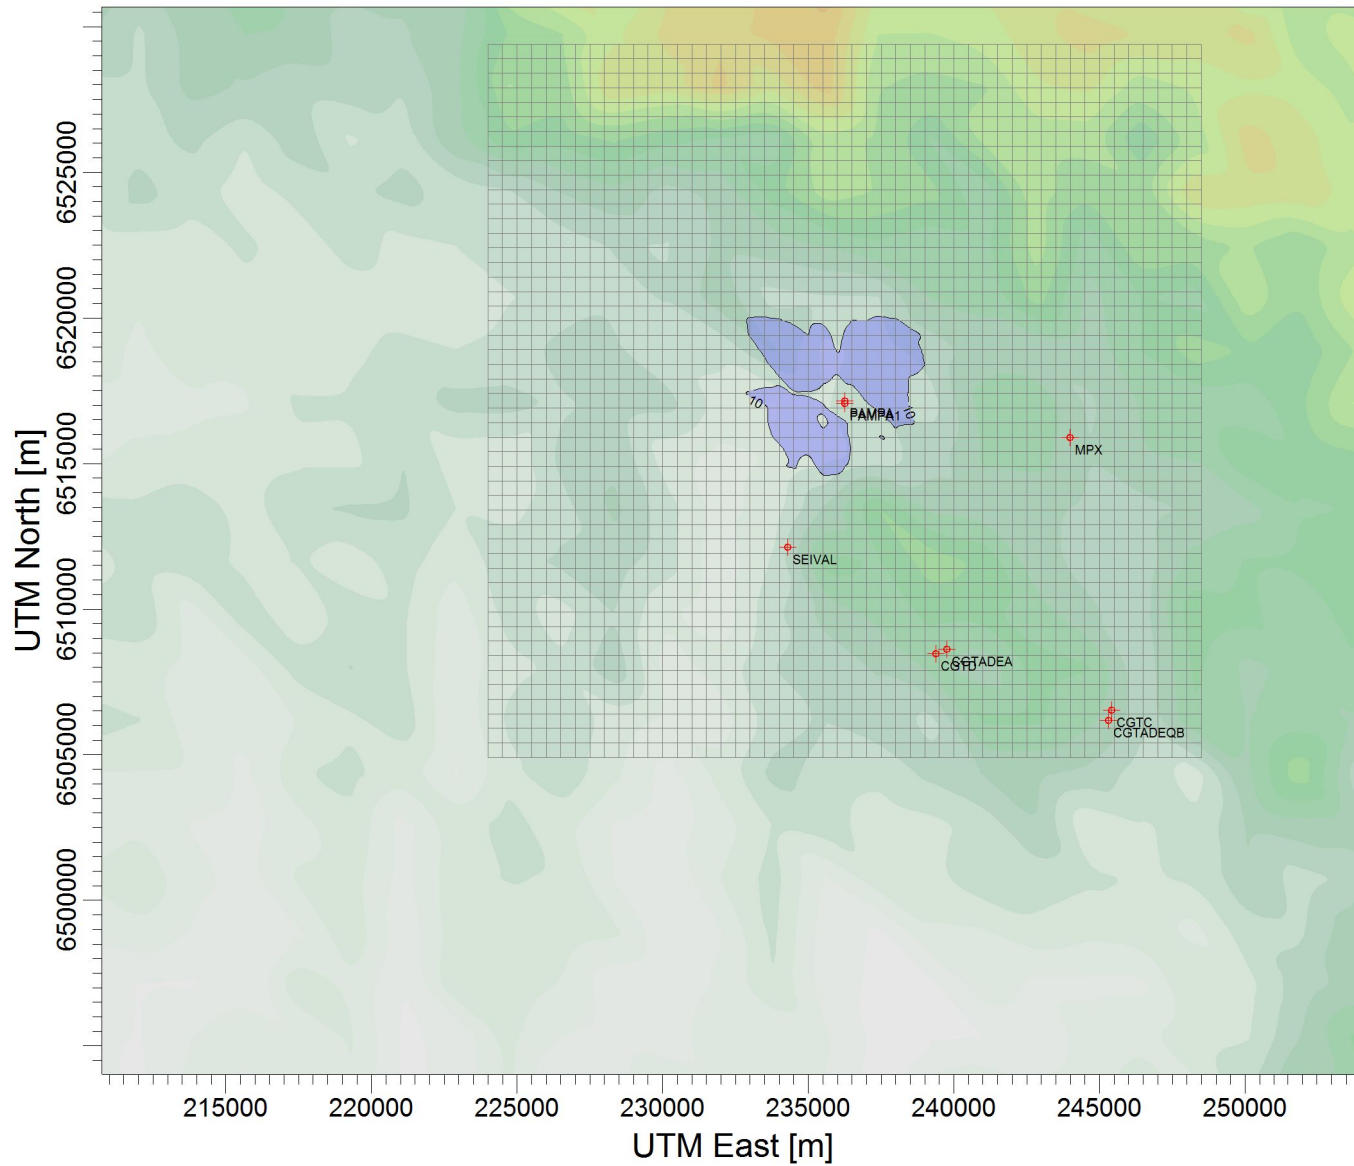 UTM North [m]
6525000
6520000
6515000
6510000
6505000
6500000
10
10
PAMPA
PAMPA1
MPX
SEIVAL
CGTADEA
CGTD
CGTC
CGTADEQB
215000 220000 225000 230000 235000 240000 245000 250000
UTM East [m]